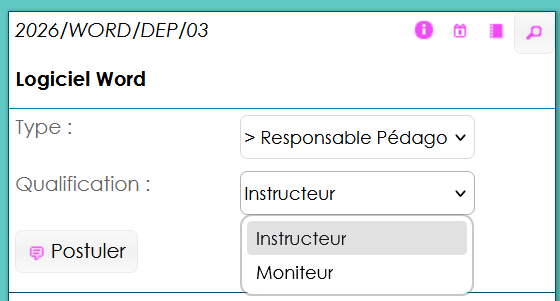 2026/WORD/DEP/03
Logiciel Word
Type :
> Responsable Pédago
Qualification :
Instructeur
Instructeur
Moniteur
Postuler